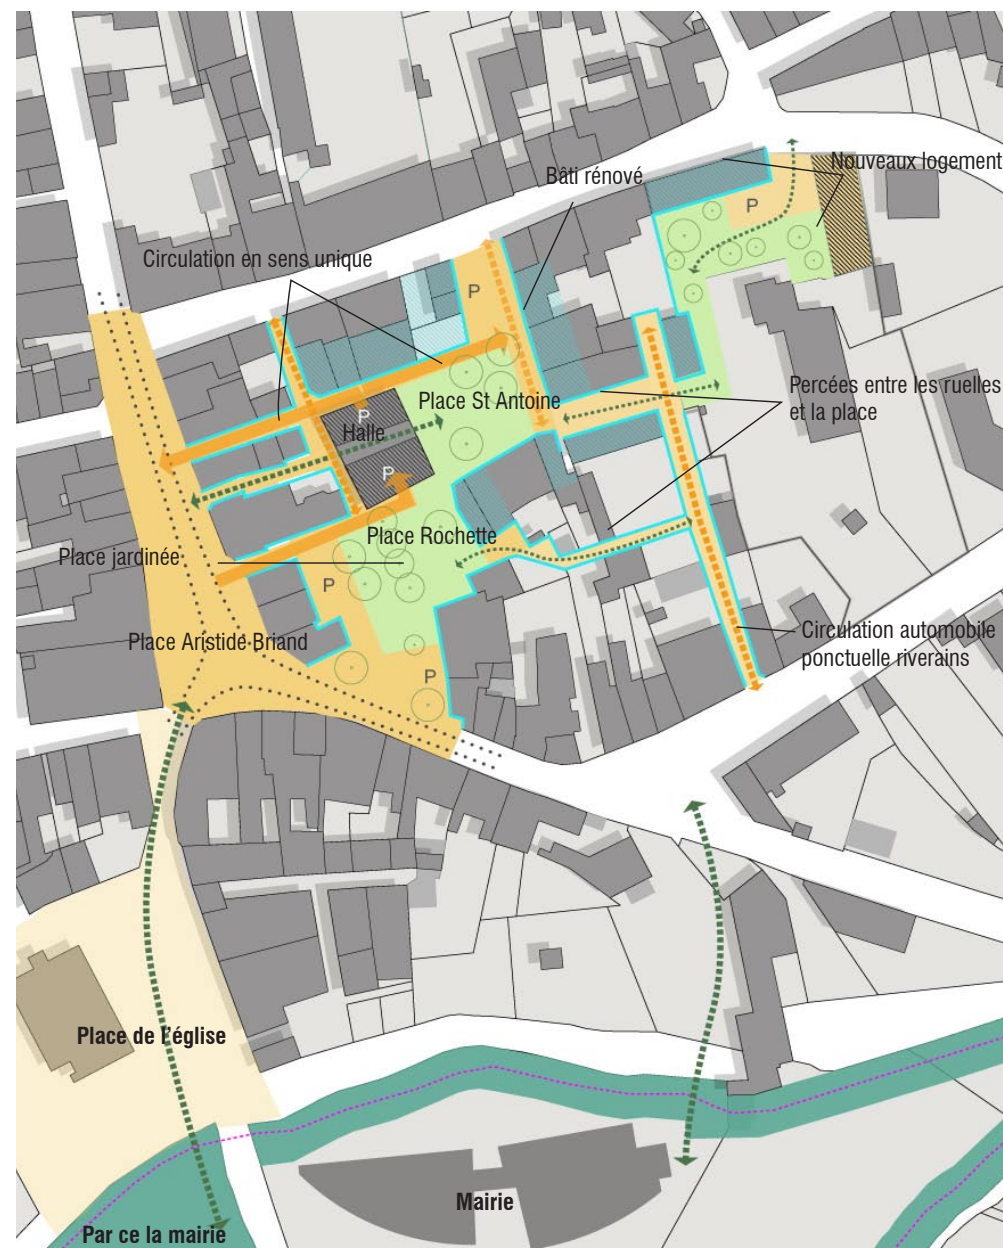 Nouveaux logement
Bâti rénové
P
Circulation en sens unique
P
Percées entre les ruelles
et la place
Place St Antoine
P
Halle
P
Place Rochette
Place jardinée
P
Circulation automobile
ponctuelle riverains
Place Aristide Briand
P
Place de l'église
Mairie
Par ce la mairie